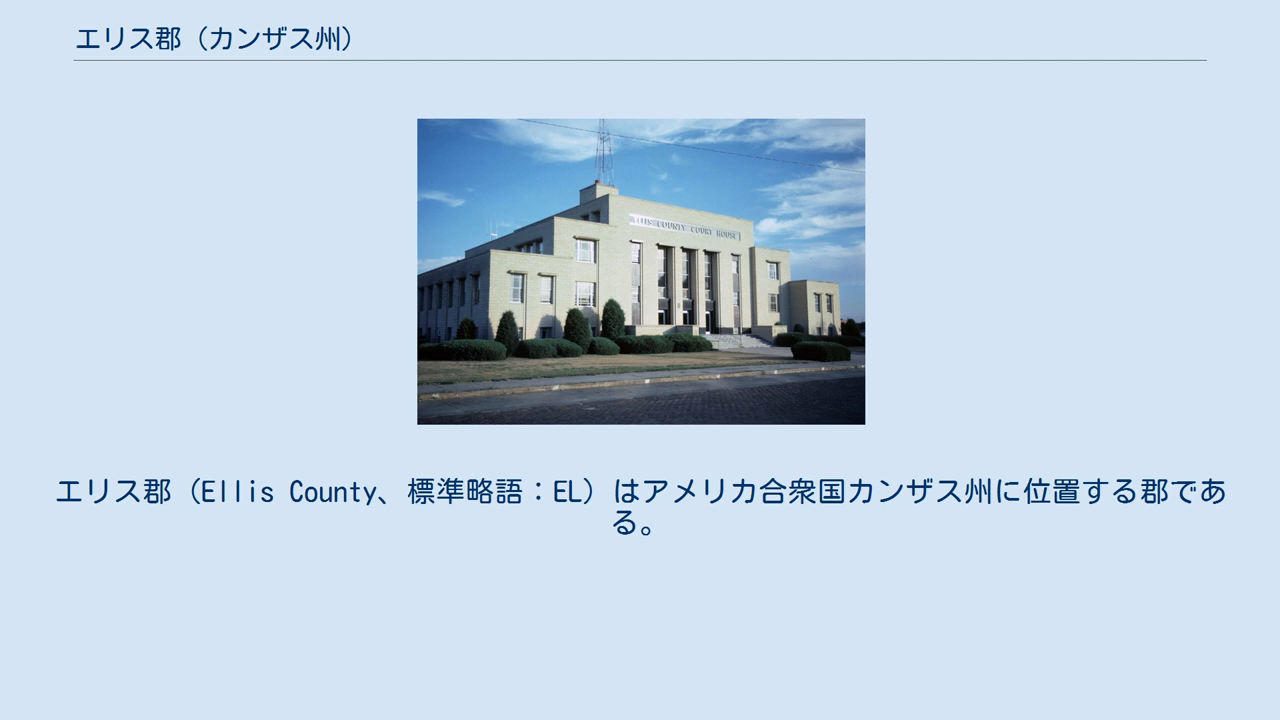 エリス郡（カンザス州）
ELLIS COUNTY COURT HOUSE
エリス郡（Ellis County、標準略語：EL）はアメリカ合衆国カンザス州に位置する郡であ
る。